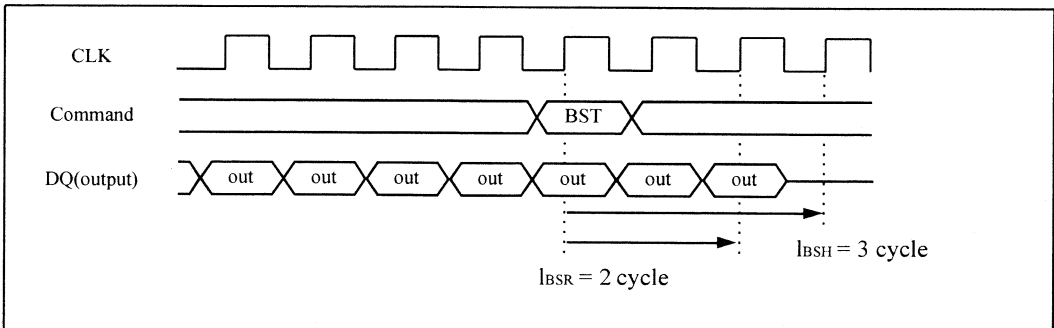 CLK
Command
BST
DQ(output)
out out out out out out out
lBSH = 3 cycle
lBSR = 2 cycle